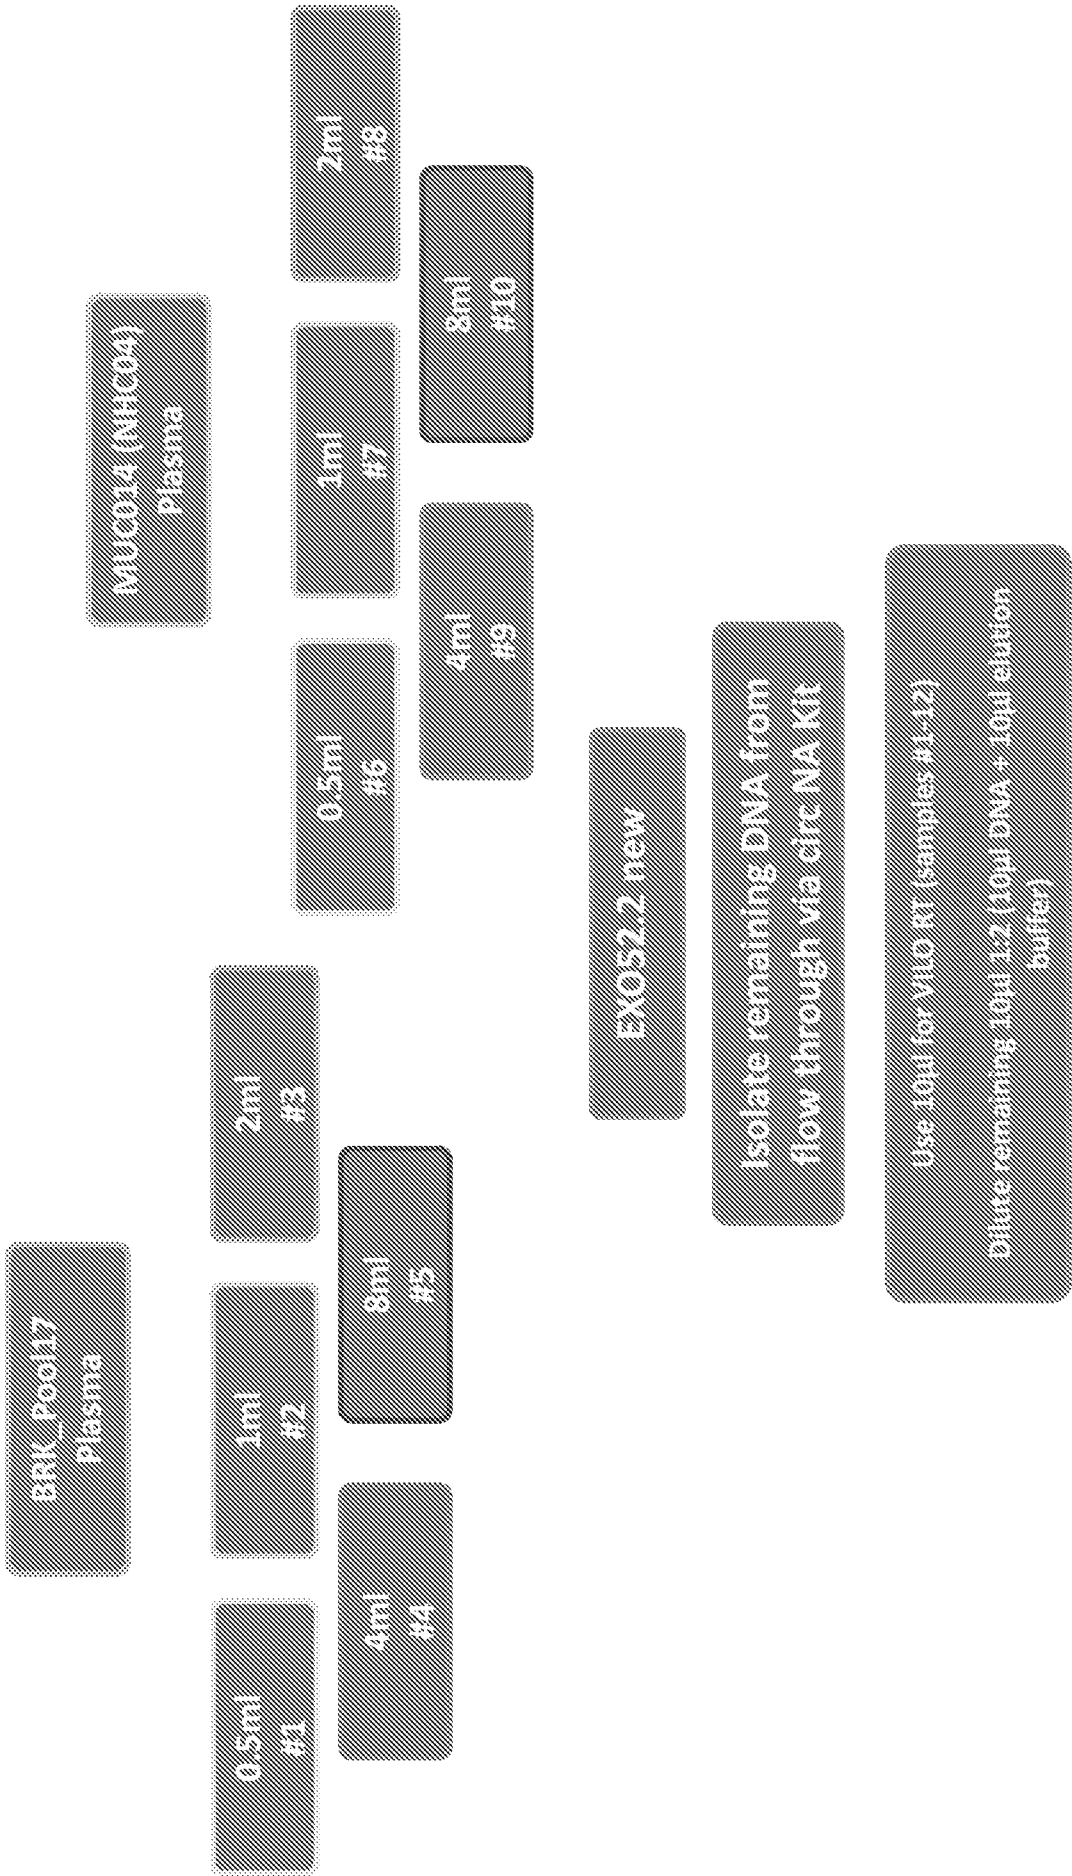 BRK_Pool17
Plasma
0.5ml
#1
1ml
#2
2ml
#3
4ml
#4
8ml
#5
MUC014 (NHC04)
Plasma
0.5ml
#6
1ml
#7
2ml
#8
4ml
#9
8ml
#10
EXO52.2 new
Isolate remaining DNA from
flow through via circ NA Kit
Use 10µl for VILO RT (samples #1-12)
Dilute remaining 10µl 1:2 (10µl DNA + 10µl elution
buffer)